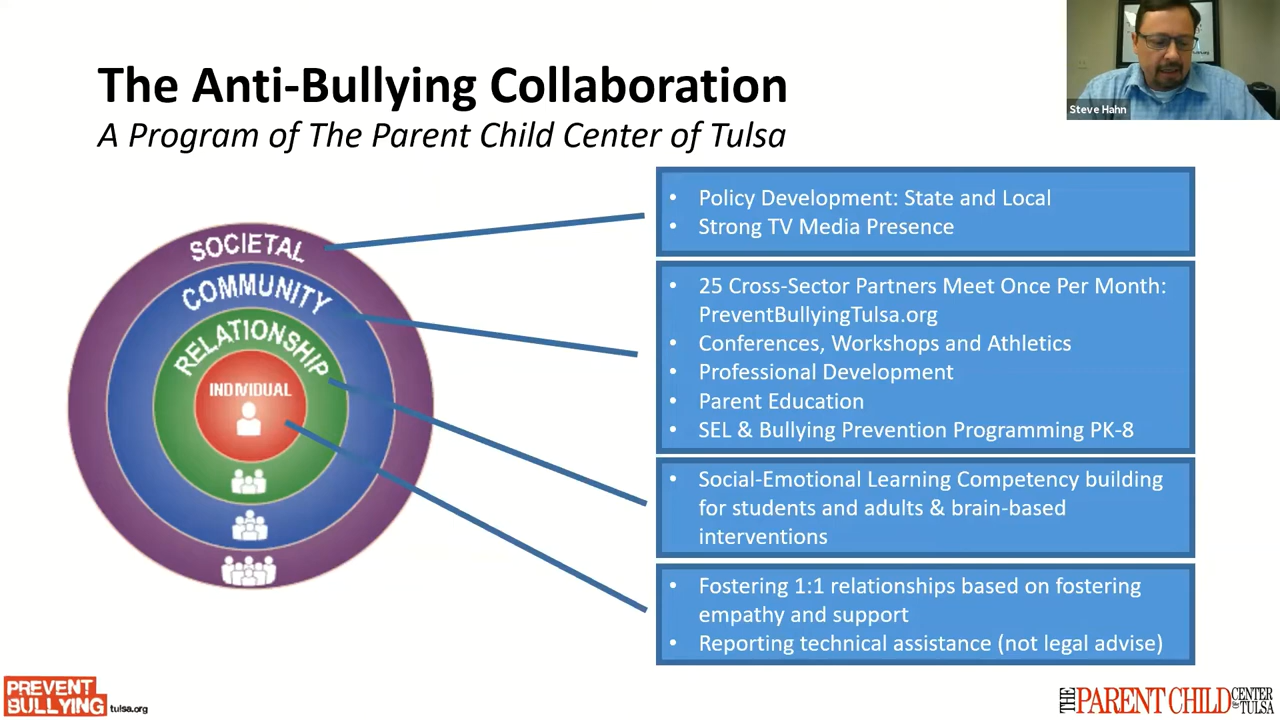 The Anti-Bullying Collaboration
A Program of The Parent Child Center of Tulsa
Steve Hahn
SOCIETAL
COMMUNITY
RELATIONSHIP
INDIVIDUAL
• Policy Development: State and Local
• Strong TV Media Presence
• 25 Cross-Sector Partners Meet Once Per Month:
PreventBullyingTulsa.org
• Conferences, Workshops and Athletics
• Professional Development
• Parent Education
• SEL & Bullying Prevention Programming PK-8
• Social-Emotional Learning Competency building
for students and adults & brain-based
interventions
• Fostering 1:1 relationships based on fostering
empathy and support
• Reporting technical assistance (not legal advise)
PREVENT
BULLYING tulsa.org
THE PARENT CHILD CENTER of TULSA